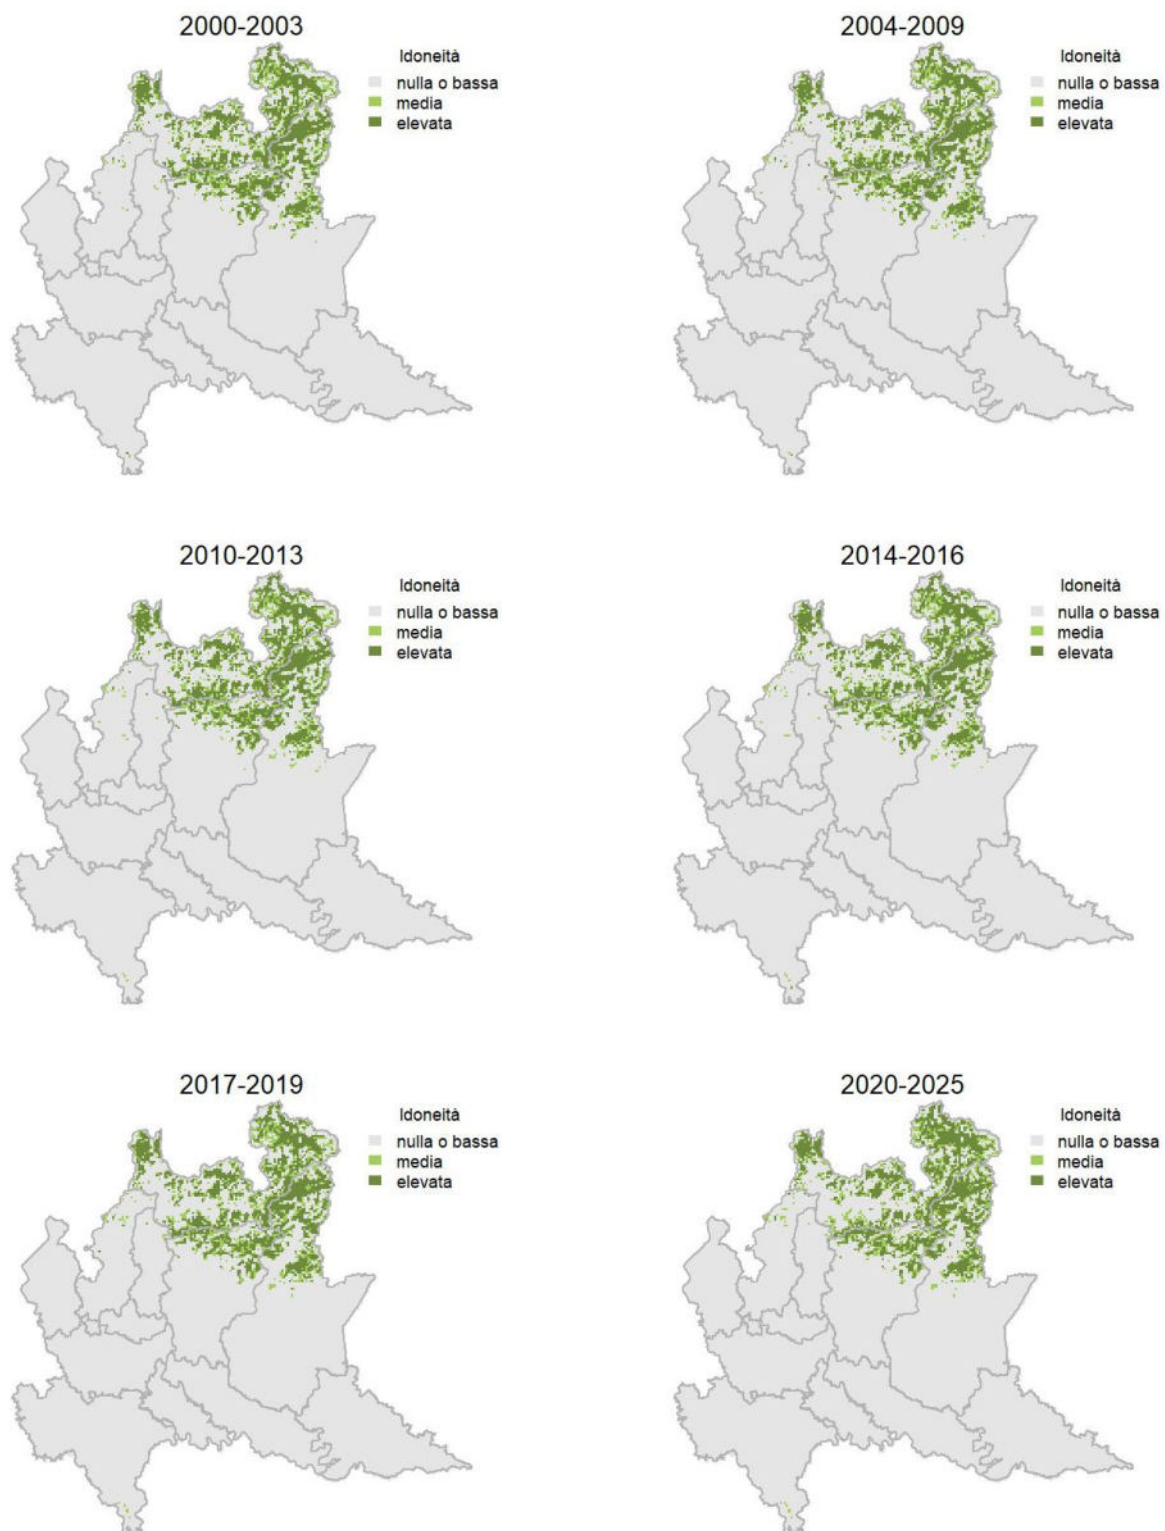 2000-2003
Idoneità
nulla o bassa
media
elevata
2004-2009
Idoneità
nulla o bassa
media
elevata
2010-2013
Idoneità
nulla o bassa
media
elevata
2014-2016
Idoneità
nulla o bassa
media
elevata
2017-2019
Idoneità
nulla o bassa
media
elevata
2020-2025
Idoneità
nulla o bassa
media
elevata